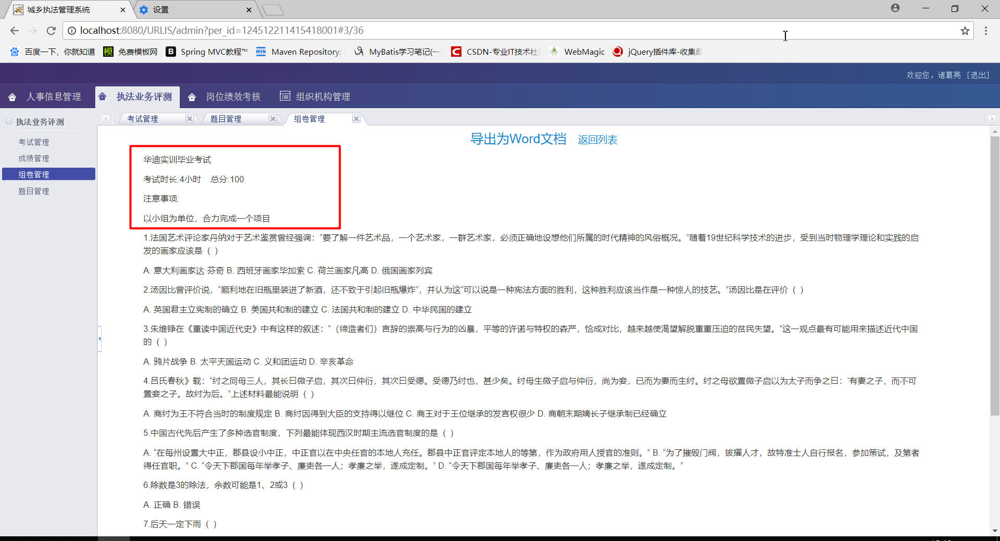 城乡执法管理系统
设置
localhost:8080/URLIS/admin?per_id=124512211415418001#3/36
百度一下，你就知道 免费模板网 Spring MVC教程™ Maven Repository: MyBatis学习笔记(一) CSDN-专业IT技术社 WebMagic jQuery插件库-收集
欢迎您，诸葛亮 [退出]
人事信息管理 执法业务评测 岗位绩效考核 组织机构管理
执法业务评测
考试管理
成绩管理
组卷管理
题目管理
考试管理 题目管理 组卷管理
导出为Word文档 返回列表
华迪实训毕业考试
考试时长:4小时 总分:100
注意事项:
以小组为单位，合力完成一个项目
1.法国艺术评论家丹纳对于艺术鉴赏曾经强调：“要了解一件艺术品，一个艺术家，一群艺术家，必须正确地设想他们所属的时代精神的风俗概况。”随着19世纪科学技术的进步，受到当时物理学理论和实践的启
发的画家应该是（ ）
A. 意大利画家达·芬奇 B. 西班牙画家毕加索 C. 荷兰画家凡高 D. 俄国画家列宾
2.汤因比曾评价说，“顺利地在旧瓶里装进了新酒，还不致于引起旧瓶爆炸”，并认为这“可以说是一种宪法方面的胜利，这种胜利应该当作是一种惊人的技艺。”汤因比是在评价（ ）
A. 英国君主立宪制的确立 B. 美国共和制的建立 C. 法国共和制的建立 D. 中华民国的建立
3.朱维铮在《重读中国近代史》中有这样的叙述：“（缔造者们）言辞的崇高与行为的凶暴，平等的许诺与特权的森严，恰成对比，越来越使渴望解脱重重压迫的贫民失望。”这一观点最有可能用来描述近代中国
的（ ）
A. 鸦片战争 B. 太平天国运动 C. 义和团运动 D. 辛亥革命
4.吕氏春秋》载：“纣之同母三人，其长曰微子启，其次曰仲衍，其次曰受德。受德乃纣也，甚少矣。纣母生微子启与仲衍，尚为妾，已而为妻而生纣。纣之母欲置微子启以为太子而争之曰：‘有妻之子，而不可
置妾之子。故纣为后。”上述材料最能说明（ ）
A. 商纣为王不符合当时的制度规定 B. 商纣因得到大臣的支持得以继位 C. 商王对于王位继承的发言权很少 D. 商朝末期嫡长子继承制已经确立
5.中国古代先后产生了多种选官制度，下列最能体现西汉时期主流选官制度的是（ ）
A. “在每州设置大中正，郡县设小中正，中正官以在中央任官的本地人充任。郡县中正官评定本地人的等第，作为政府用人授官的准则。” B. “为了摧毁门阀，拔擢人才，故特准士人自行报名，参加策试，及第者
得任官职。” C. “令天下郡国每年举孝子、廉吏各一人；孝廉之举，遂成定制。” D. “令天下郡国每年举孝子、廉吏各一人；孝廉之举，遂成定制。”
6.除数是3的除法，余数可能是1、2或3（ ）
A. 正确 B. 错误
7.后天一定下雨（ ）